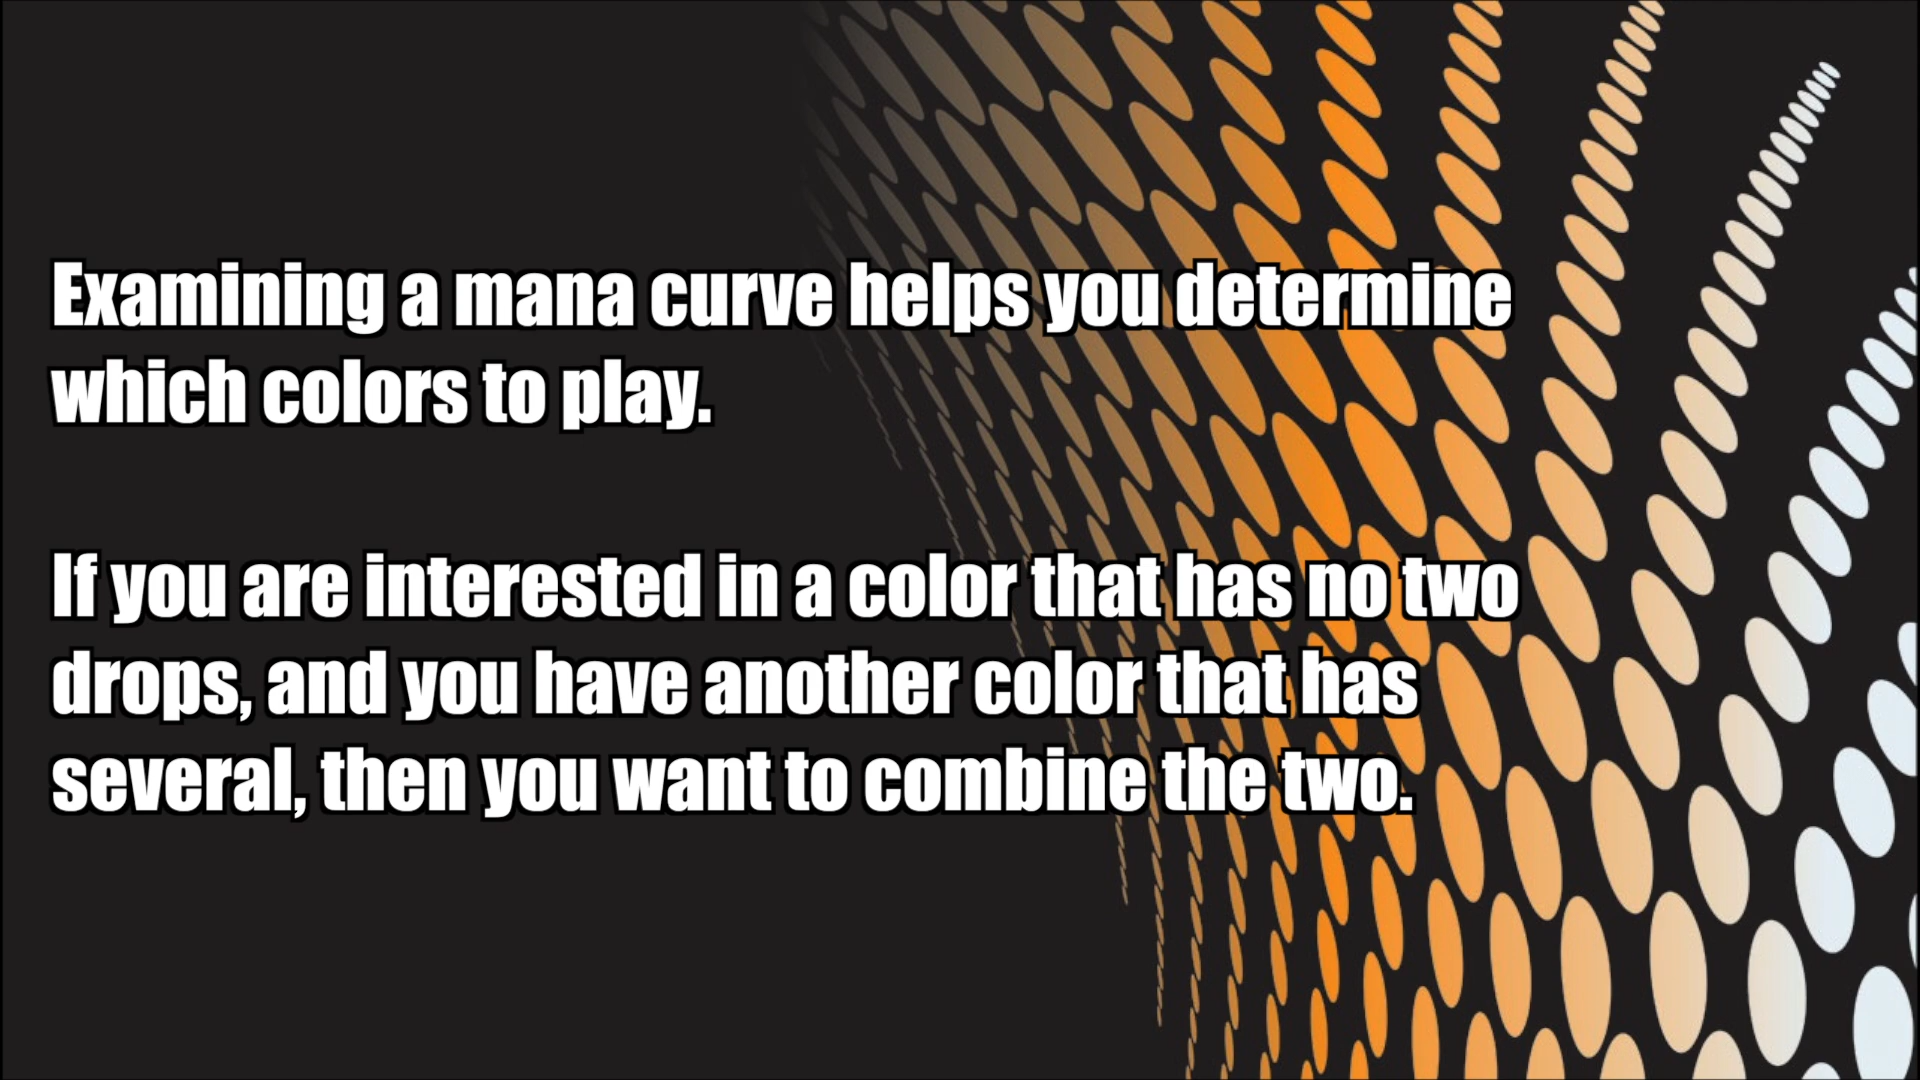 Examining a mana curve helps you determine
which colors to play.
If you are interested in a color that has no two
drops, and you have another color that has
several, then you want to combine the two.